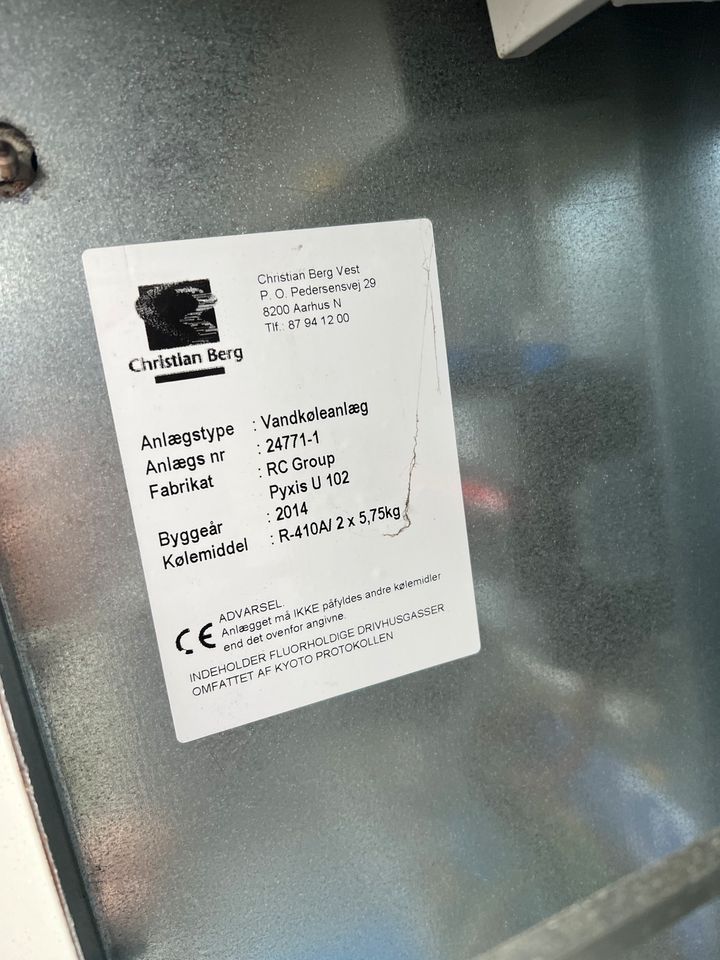 Christian Berg
Christian Berg Vest
P. O. Pedersensvej 29
8200 Aarhus N
Tlf.: 87 94 12 00
Anlægstype : Vandkøleanlæg
Anlægs nr : 24771-1
Fabrikat : RC Group
Pyxis U 102
Byggeår : 2014
Kølemiddel : R-410A/ 2 x 5,75kg
CE
ADVARSEL.
Anlægget må IKKE påfyldes andre kølemidler
end det ovenfor angivne.
INDEHOLDER FLUORHOLDIGE DRIVHUSGASSER
OMFATTET AF KYOTO PROTOKOLLEN